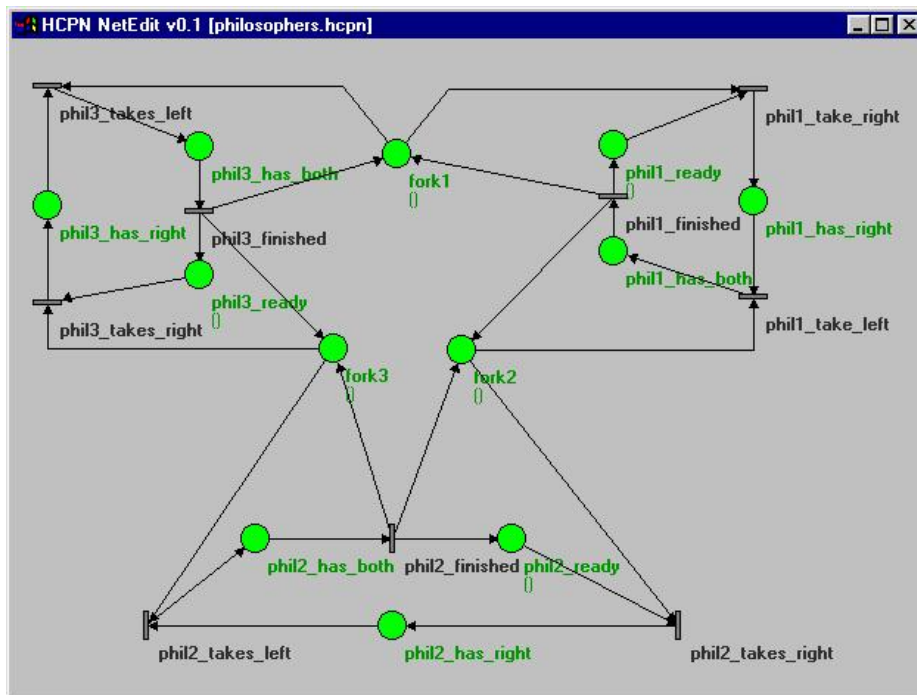 HCPN NetEdit v0.1 [philosophers.hcpn]
phil3_takes_left
phil1_take_right
phil3_has_both
fork1
()
phil1_ready
()
phil3_has_right
phil3_finished
phil1_finished
phil1_has_right
phil1_has_both
phil3_ready
()
phil3_takes_right
phil1_take_left
fork3
()
fork2
()
phil2_has_both
phil2_finished
phil2_ready
()
phil2_takes_left
phil2_has_right
phil2_takes_right